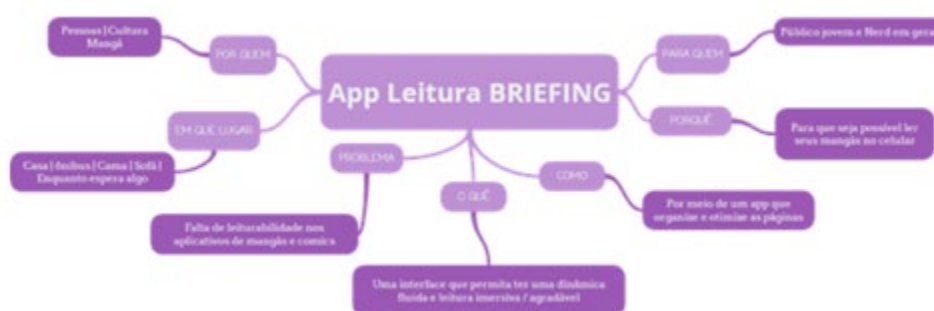 Pessoas | Cultura
Mangá
POR QUEM
PARA QUEM
Público jovem e Nerd em geral
App Leitura BRIEFING
EM QUE LUGAR
PORQUÊ
Para que seja possível ler
seus mangás no celular
Casa | ônibus | Cama | Sofá |
Enquanto espera algo
PROBLEMA
COMO
O QUÊ
Falta de leiturabilidade nos
aplicativos de mangás e comics
Por meio de um app que
organize e otimize as páginas
Uma interface que permita ter uma dinâmica
fluida e leitura imersiva / agradável